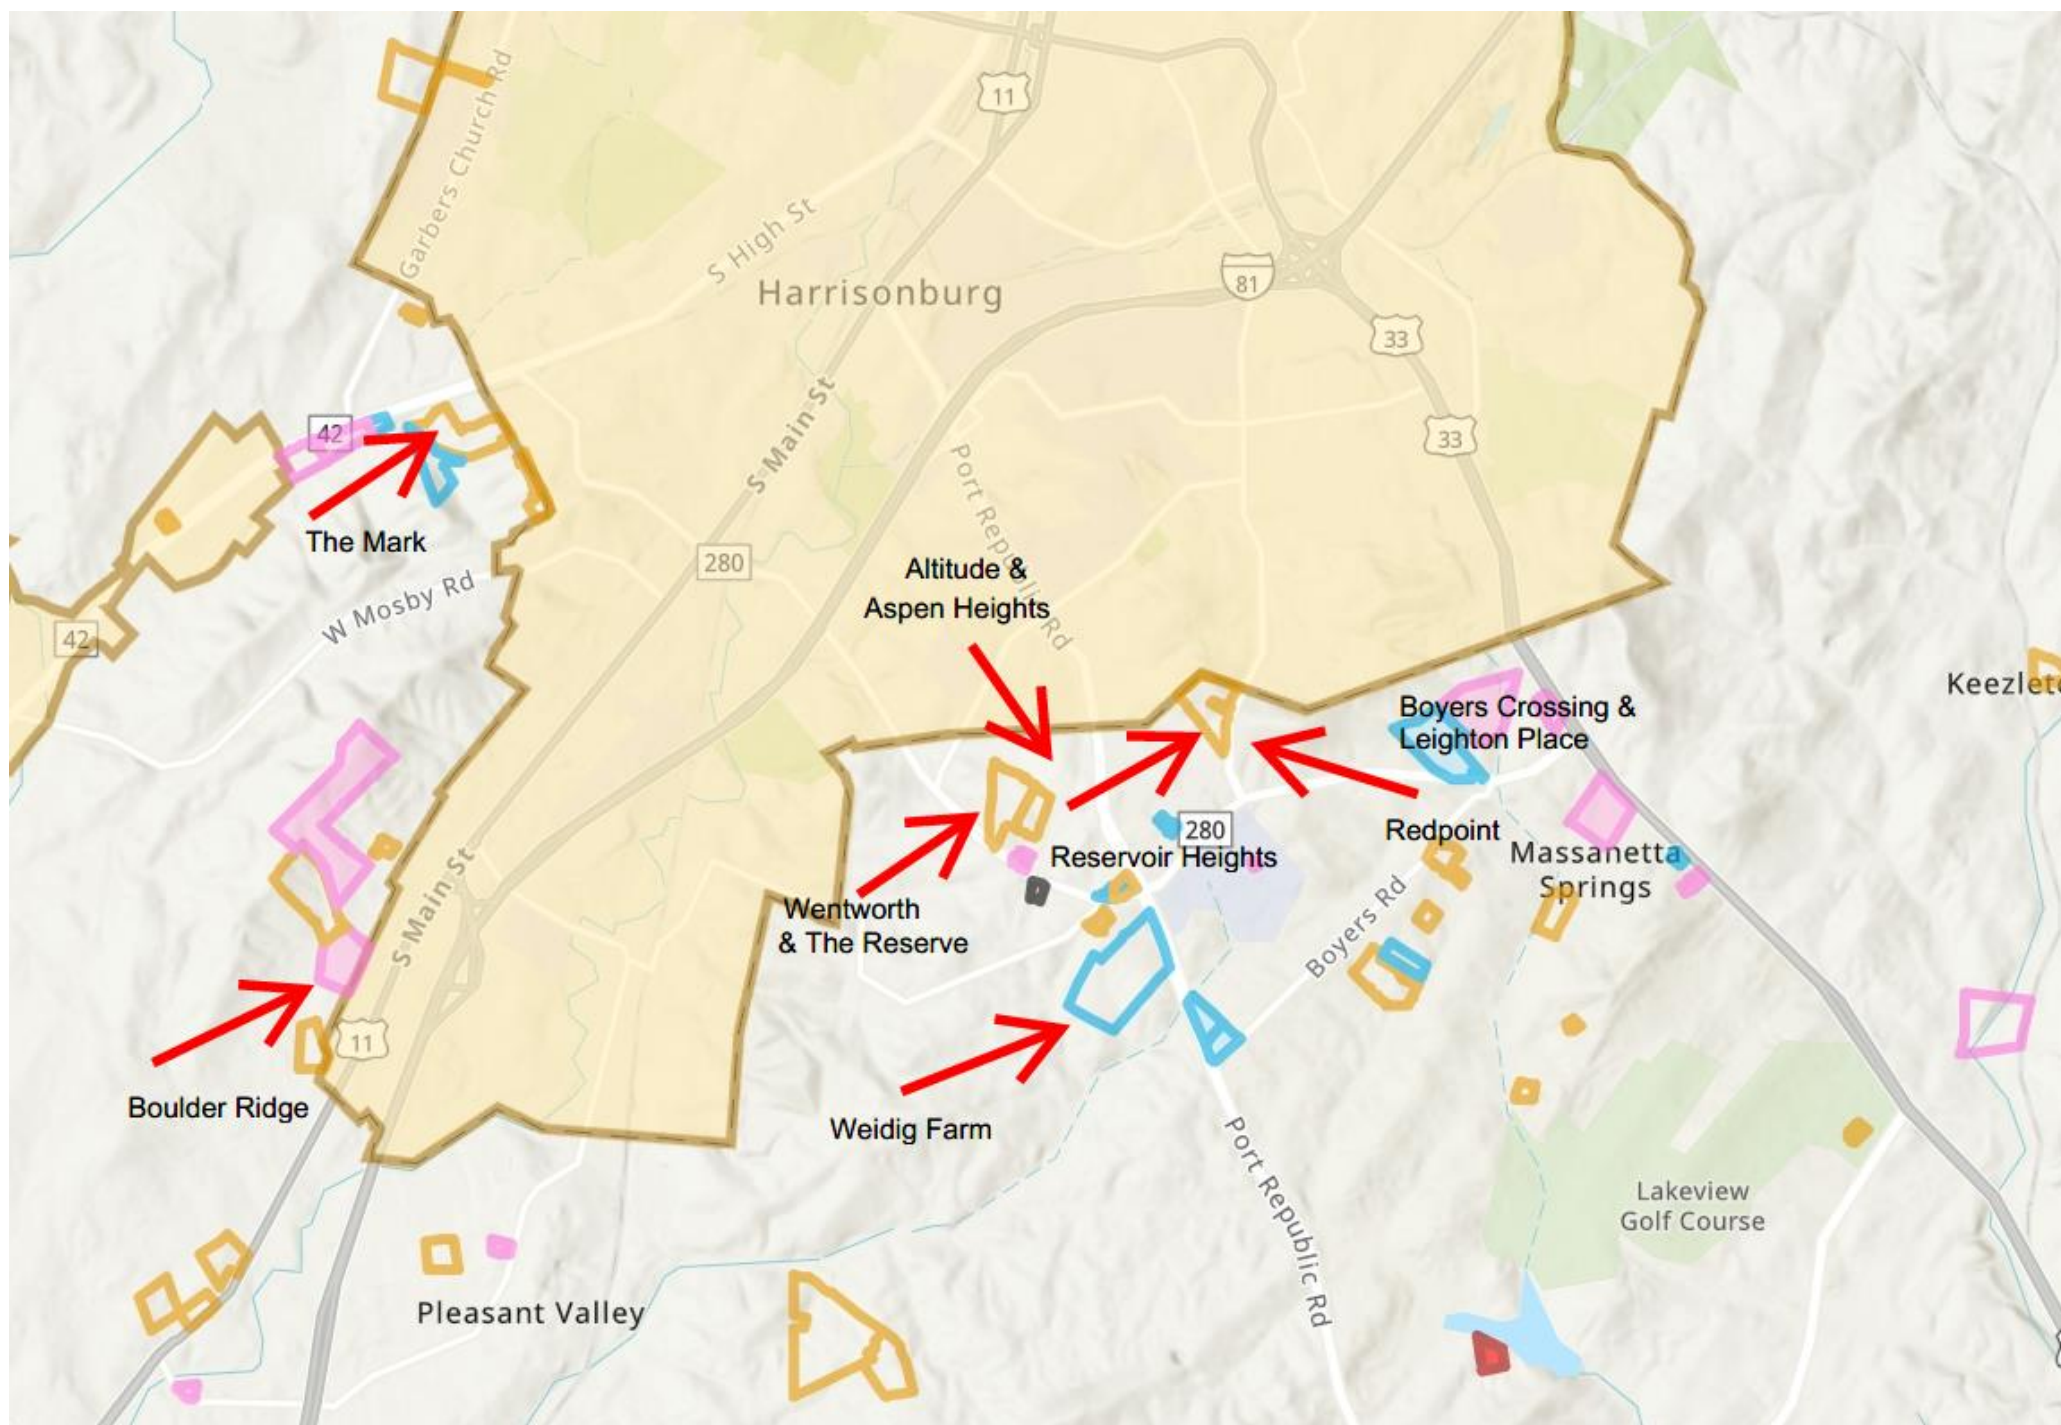 Garbers Church Rd
11
S High St
Harrisonburg
81
33
42
33
S Main St
Port Republic Rd
The Mark
280
Altitude &
Aspen Heights
W Mosby Rd
42
Boyers Crossing &
Leighton Place
280
Redpoint
Reservoir Heights
Massanetta
Springs
Wentworth
& The Reserve
S Main St
Boyers Rd
11
Boulder Ridge
Weidig Farm
Port Republic Rd
Lakeview
Golf Course
Pleasant Valley